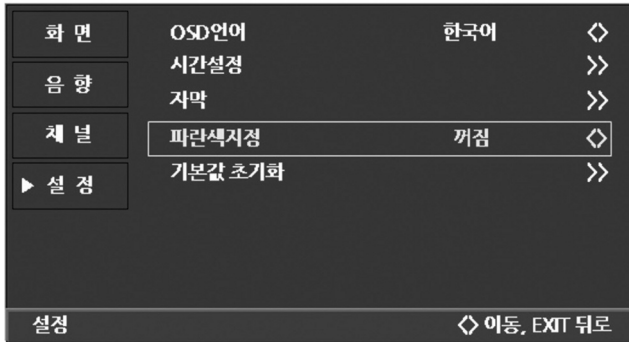 화 면
음 향
채 널
▶ 설 정
OSD언어 한국어 <>
시간설정 >>
자막 >>
파란색지정 꺼짐 <>
기본값 초기화 >>
설정 <> 이동, EXIT 뒤로